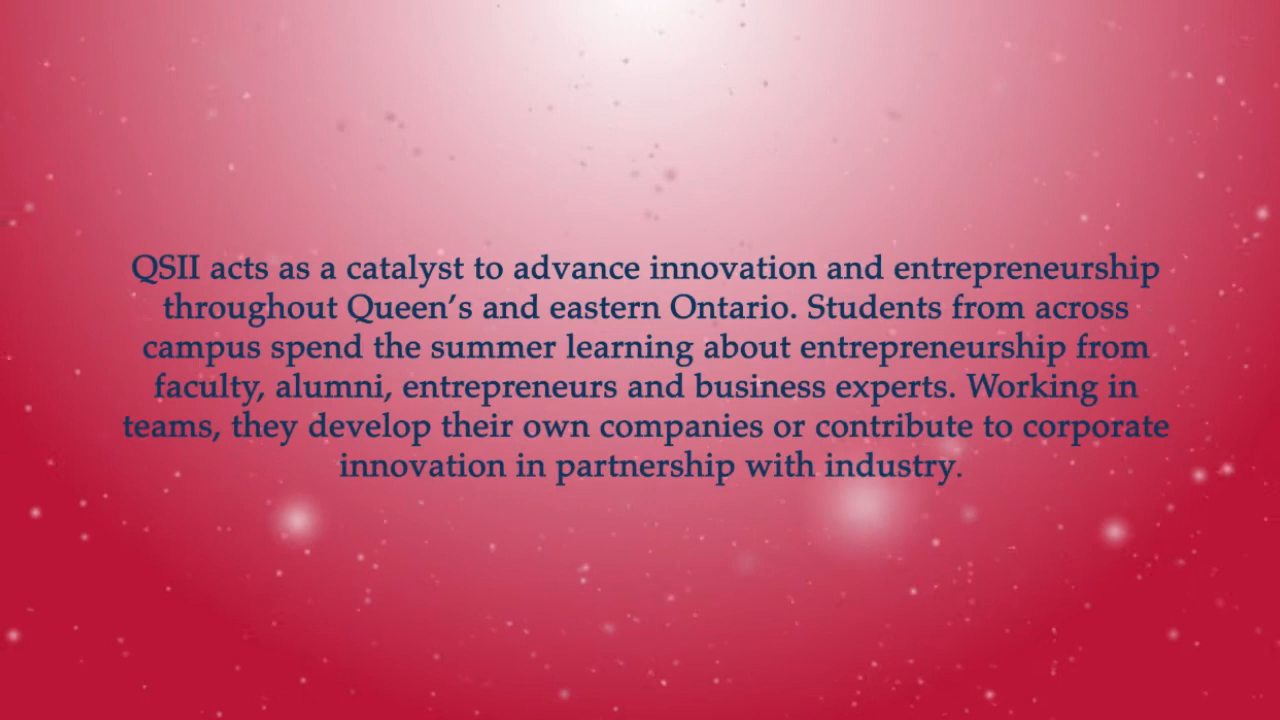 QSII acts as a catalyst to advance innovation and entrepreneurship
throughout Queen’s and eastern Ontario. Students from across
campus spend the summer learning about entrepreneurship from
faculty, alumni, entrepreneurs and business experts. Working in
teams, they develop their own companies or contribute to corporate
innovation in partnership with industry.